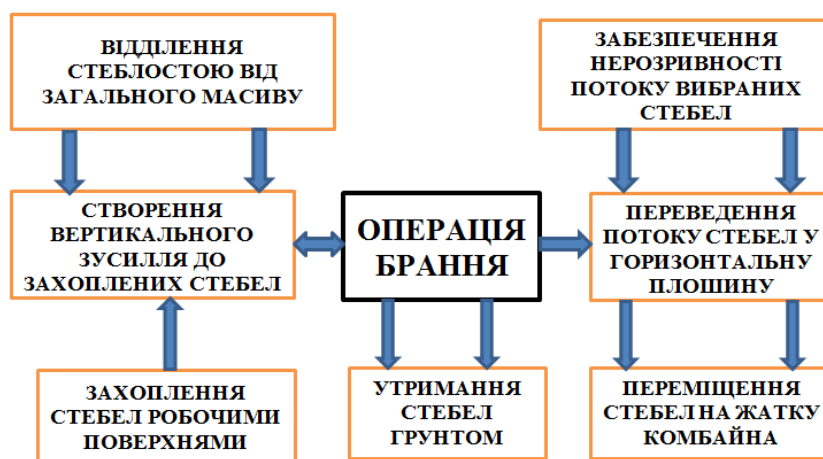 ВІДДІЛЕННЯ
СТЕБЛОСТОЮ ВІД
ЗАГАЛЬНОГО МАСИВУ
ЗАБЕЗПЕЧЕННЯ
НЕРОЗРИВНОСТІ
ПОТОКУ ВИБРАНИХ
СТЕБЕЛ
СТВОРЕННЯ
ВЕРТИКАЛЬНОГО
ЗУСИЛЛЯ ДО
ЗАХОПЛЕНИХ СТЕБЕЛ
ОПЕРАЦІЯ
БРАННЯ
ПЕРЕВЕДЕННЯ
ПОТОКУ СТЕБЕЛ У
ГОРИЗОНТАЛЬНУ
ПЛОШИНУ
ЗАХОПЛЕННЯ
СТЕБЕЛ РОБОЧИМИ
ПОВЕРХНЯМИ
УТРИМАННЯ
СТЕБЕЛ
ГРУНТОМ
ПЕРЕМІЩЕННЯ
СТЕБЕЛ НА ЖАТКУ
КОМБАЙНА